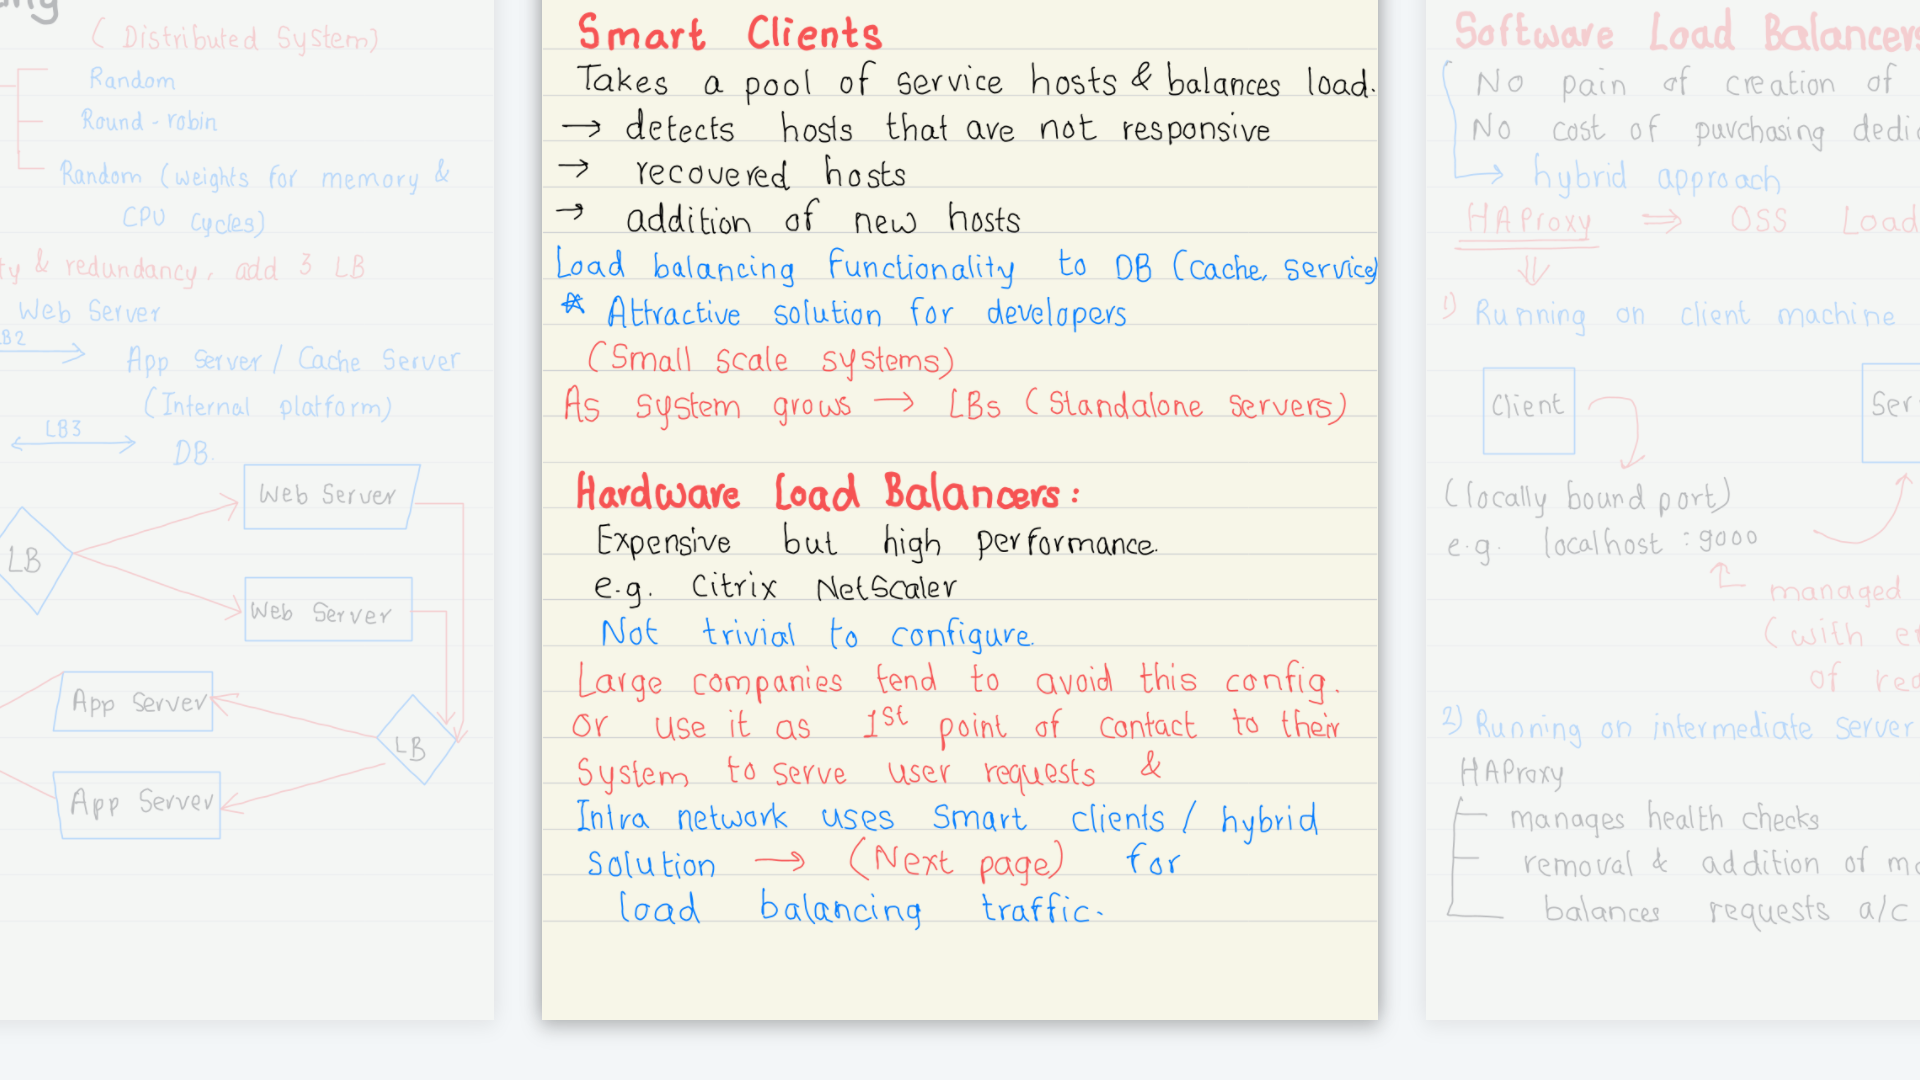 ( Distributed System)
Random
Round - robin
Random (weights for memory &
CPU cycles)
& redundancy, add 3 LB
Web Server
LB2
App Server / Cache Server
(Internal platform)
LB3
DB.
Web Server
LB
Web Server
App Server
LB
App Server
Smart Clients
Takes a pool of service hosts & balances load.
→ detects hosts that are not responsive
→ recovered hosts
→ addition of new hosts
Load balancing functionality to DB (cache, service)
* Attractive solution for developers
(Small scale systems)
As system grows → LBs (Standalone servers)
Hardware Load Balancers:
Expensive but high performance.
e.g. Citrix NetScaler
Not trivial to configure.
Large companies tend to avoid this config.
Or use it as 1st point of contact to their
System to serve user requests &
Intra network uses Smart clients / hybrid
solution → (Next page) for
load balancing traffic.
Software Load Balancers
No pain of creation of
No cost of purchasing
→ hybrid approach
HAProxy ⇒ OSS Load
1) Running on client machine
Client
(locally bound port)
e.g. localhost : 9000
managed
(with
of
2) Running on intermediate server
HAProxy
manages health checks
removal & addition of
balances requests a/c